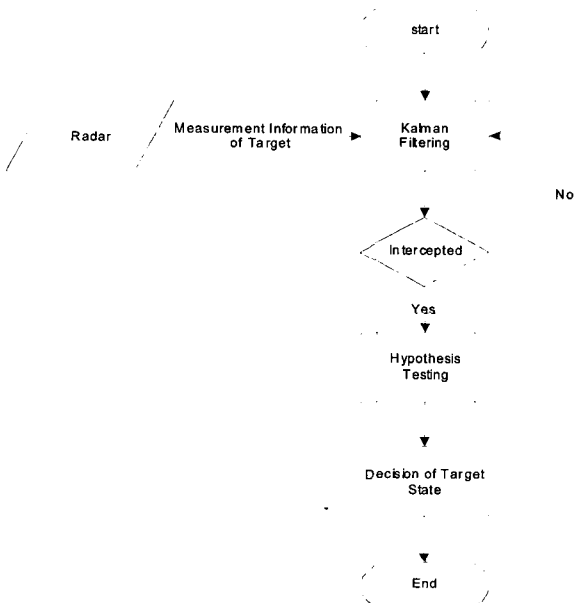 start
Radar
Measurement Information
of Target
Kalman
Filtering
No
Intercepted
Yes
Hypothesis
Testing
Decision of Target
State
End